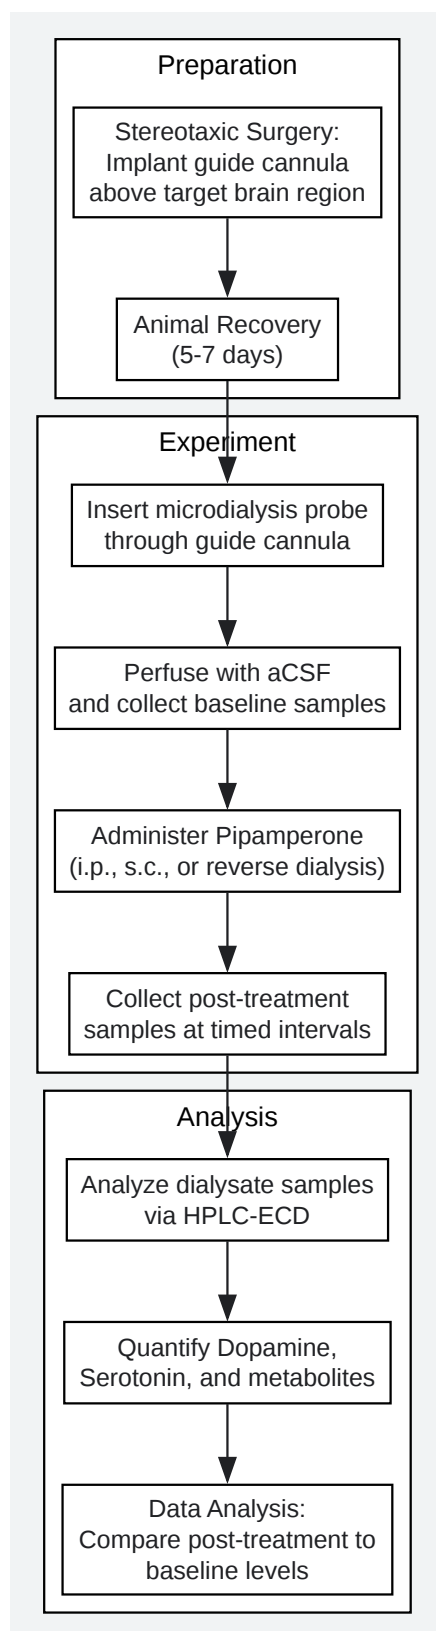 Preparation
Stereotaxic Surgery:
Implant guide cannula
above target brain region
Animal Recovery
(5-7 days)
Experiment
Insert microdialysis probe
through guide cannula
Perfuse with aCSF
and collect baseline samples
Administer Pipamperone
(i.p., s.c., or reverse dialysis)
Collect post-treatment
samples at timed intervals
Analysis
Analyze dialysate samples
via HPLC-ECD
Quantify Dopamine,
Serotonin, and metabolites
Data Analysis:
Compare post-treatment to
baseline levels